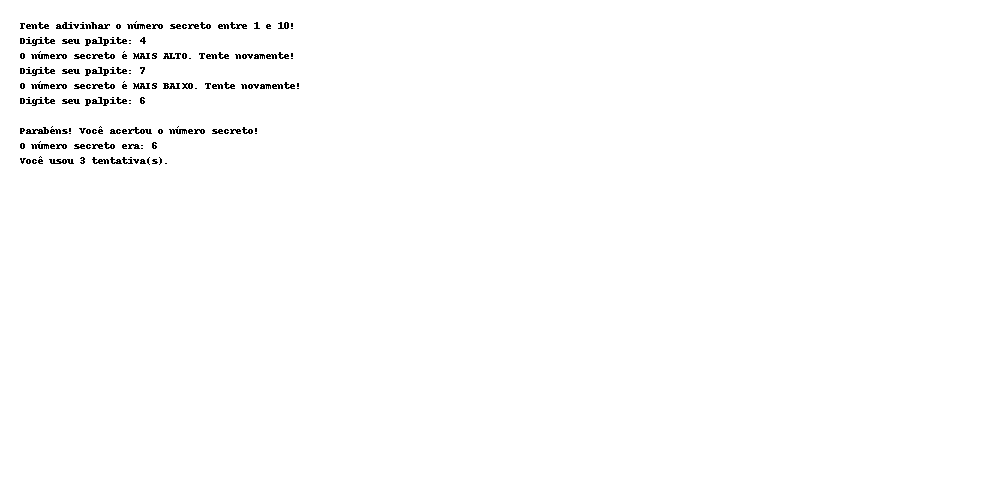 Tente adivinhar o número secreto entre 1 e 10!
Digite seu palpite: 4
O número secreto é MAIS ALTO. Tente novamente!
Digite seu palpite: 7
O número secreto é MAIS BAIXO. Tente novamente!
Digite seu palpite: 6
Parabéns! Você acertou o número secreto!
O número secreto era: 6
Você usou 3 tentativa(s).